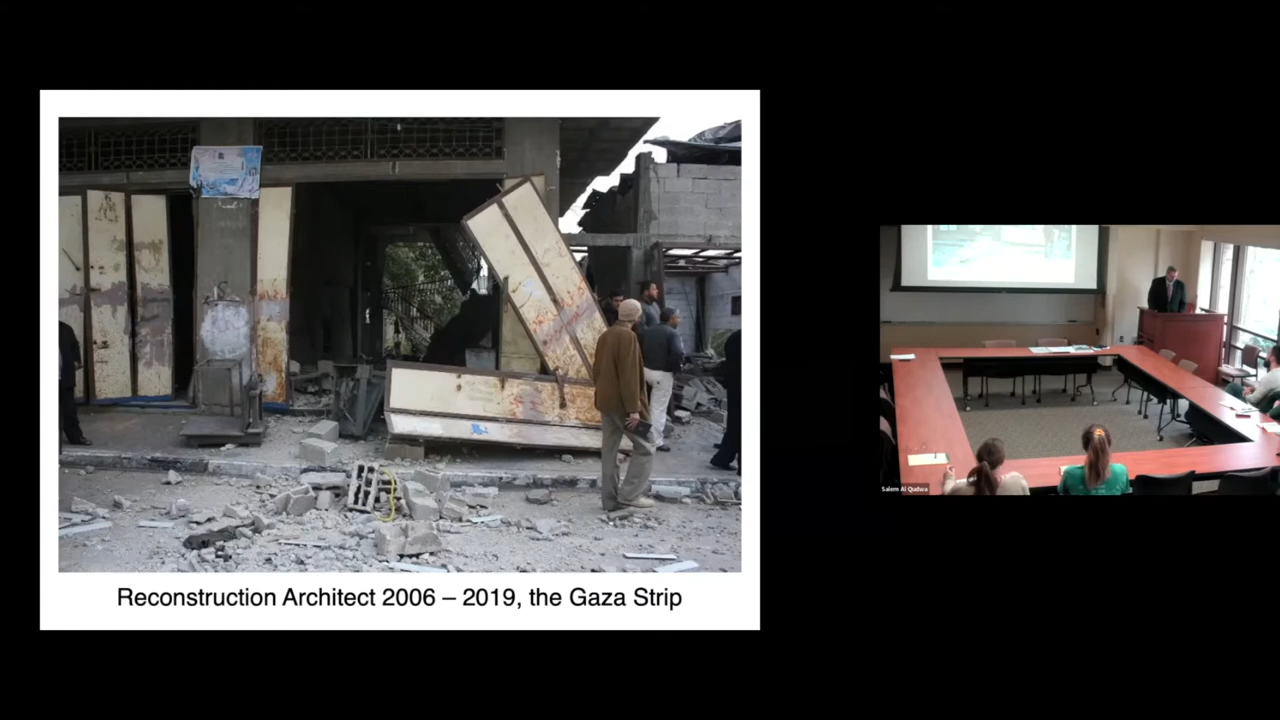 Reconstruction Architect 2006 – 2019, the Gaza Strip
Salem Al Qudwa